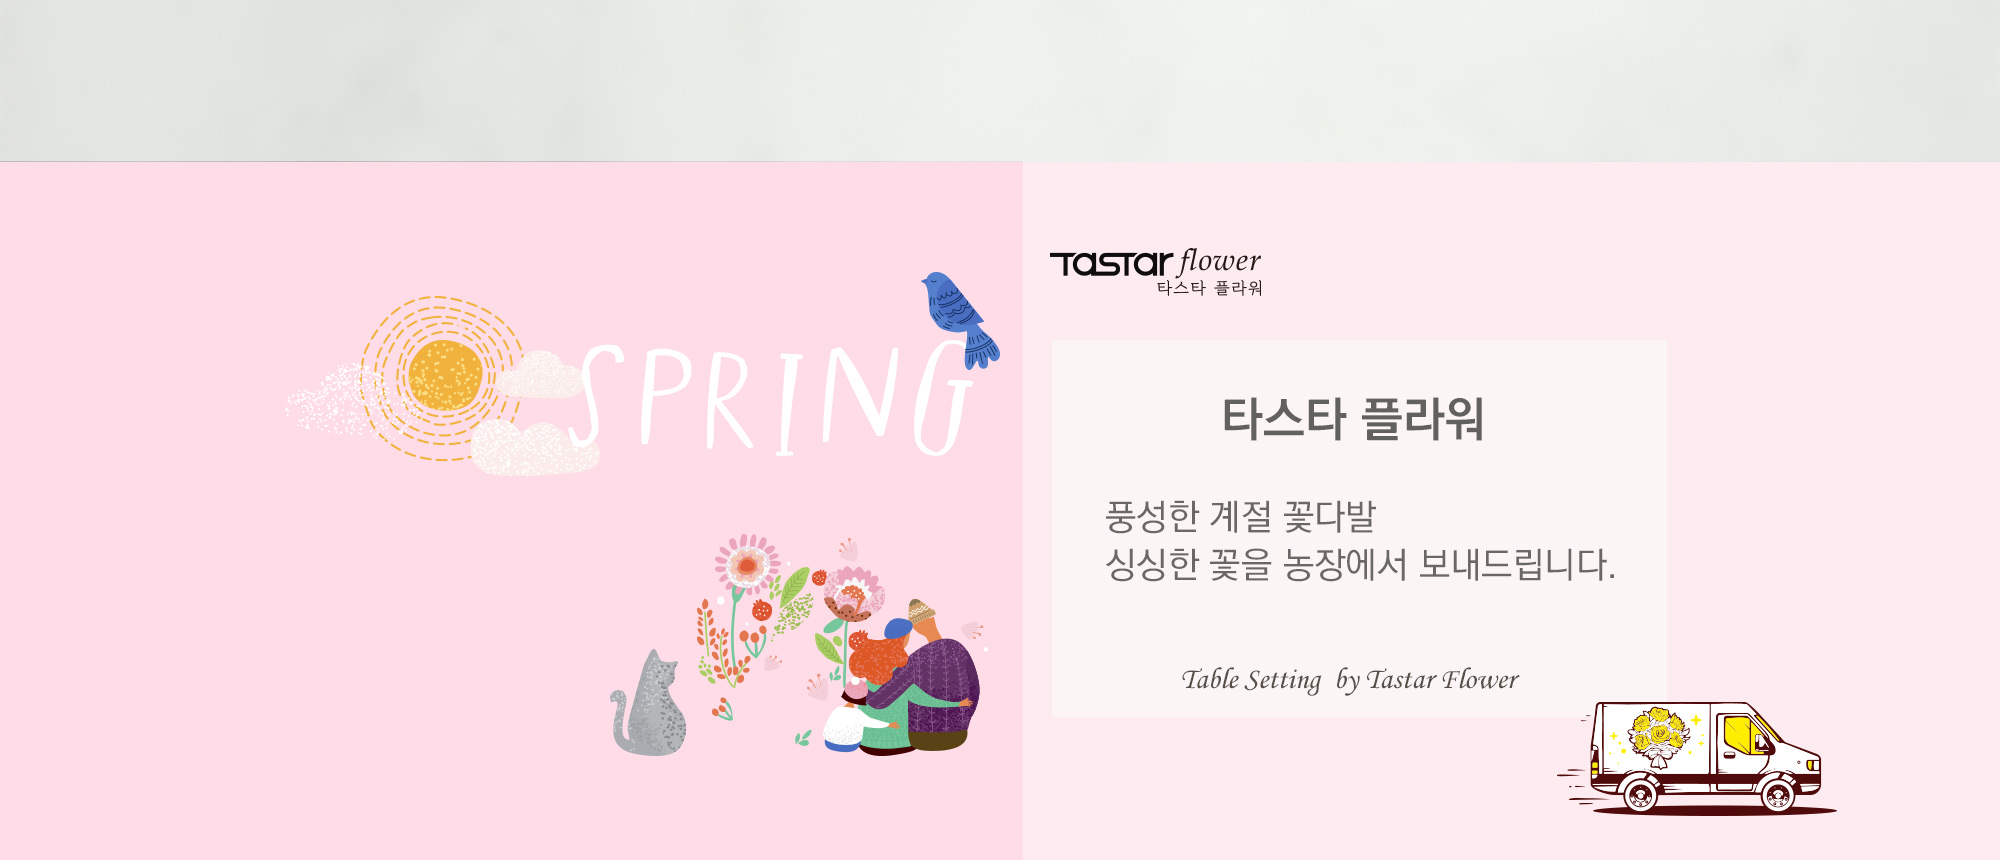 SPRING
Tastar flower
타스타 플라워
타스타 플라워
풍성한 계절 꽃다발
싱싱한 꽃을 농장에서 보내드립니다.
Table Setting by Tastar Flower